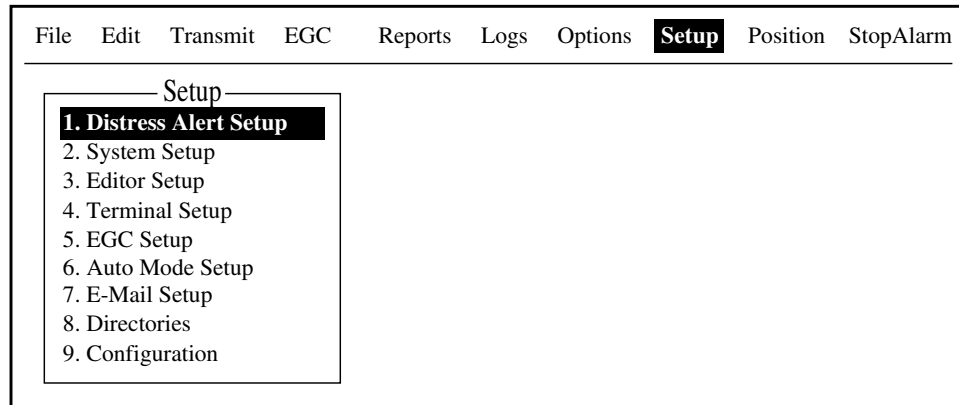 File Edit Transmit EGC Reports Logs Options Setup Position StopAlarm
Setup
1. Distress Alert Setup
2. System Setup
3. Editor Setup
4. Terminal Setup
5. EGC Setup
6. Auto Mode Setup
7. E-Mail Setup
8. Directories
9. Configuration